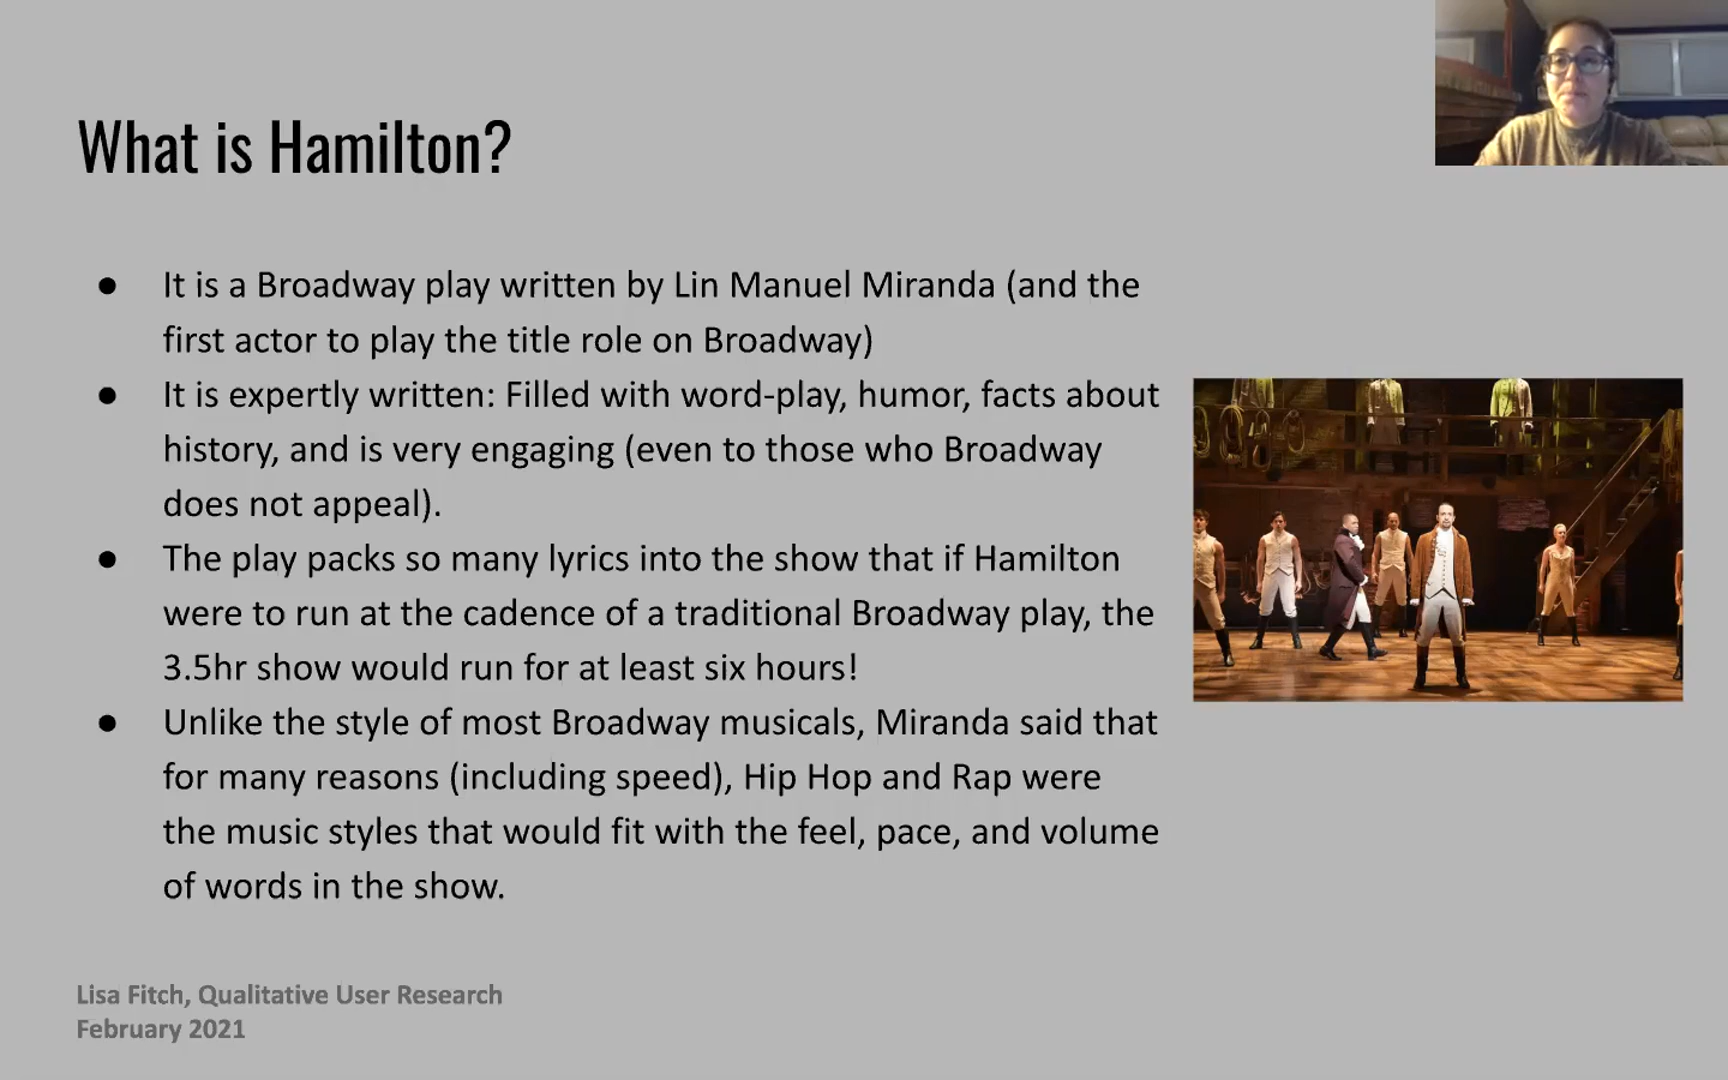 What is Hamilton?
● It is a Broadway play written by Lin Manuel Miranda (and the
first actor to play the title role on Broadway)
● It is expertly written: Filled with word-play, humor, facts about
history, and is very engaging (even to those who Broadway
does not appeal).
● The play packs so many lyrics into the show that if Hamilton
were to run at the cadence of a traditional Broadway play, the
3.5hr show would run for at least six hours!
● Unlike the style of most Broadway musicals, Miranda said that
for many reasons (including speed), Hip Hop and Rap were
the music styles that would fit with the feel, pace, and volume
of words in the show.
Lisa Fitch, Qualitative User Research
February 2021